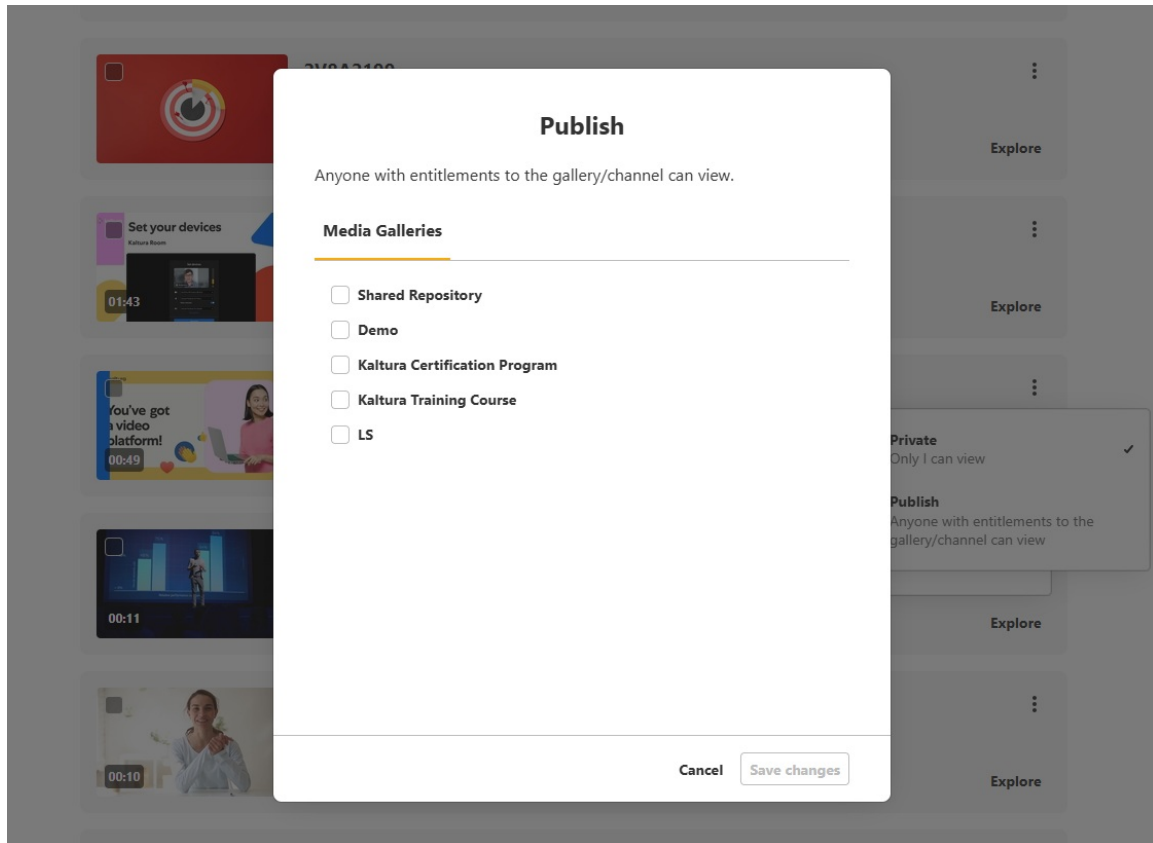 Publish
Anyone with entitlements to the gallery/channel can view.
Media Galleries
Shared Repository
Demo
Kaltura Certification Program
Kaltura Training Course
LS
Cancel
Save changes
Explore
Set your devices
Kaltura Room
01:43
Explore
You've got
a video
platform!
00:49
Private
Only I can view
Publish
Anyone with entitlements to the
gallery/channel can view
00:11
Explore
00:10
Explore